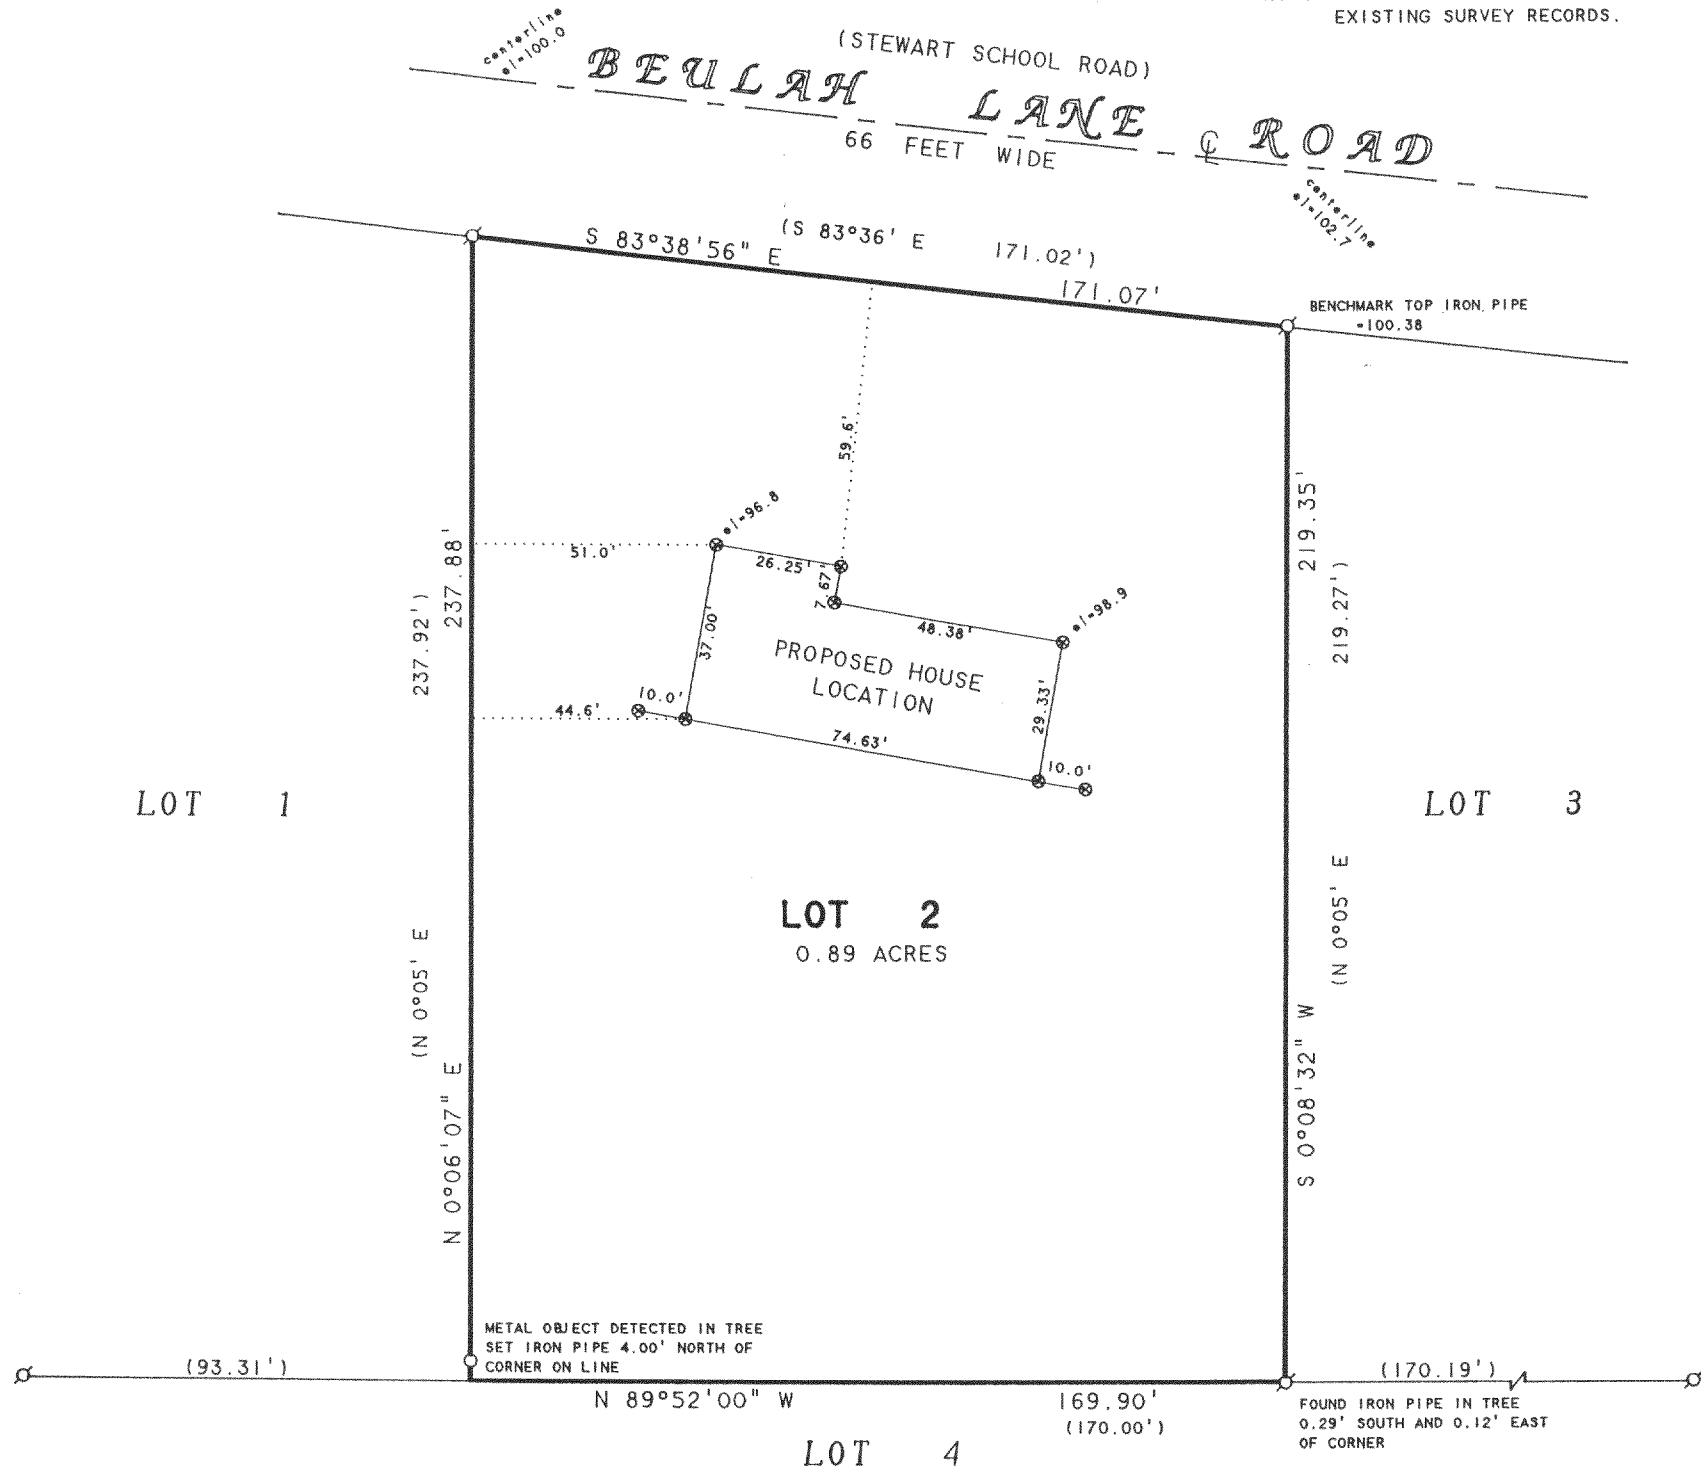 EXISTING SURVEY RECORDS.
(STEWART SCHOOL ROAD)
centerline
el=100.0
BEULAH LANE ℄ ROAD
66 FEET WIDE
centerline
el=102.7
(S 83°36' E 171.02')
S 83°38'56" E 171.07'
BENCHMARK TOP IRON PIPE
=100.38
59.6'
el=96.8
51.0'
26.25'
7.67'
48.38'
el=98.9
37.00'
PROPOSED HOUSE
LOCATION
29.33'
10.0'
44.6'
74.63'
10.0'
237.92')
237.88'
219.35'
219.27')
LOT 1
LOT 3
LOT 2
0.89 ACRES
(N 0°05' E
N 0°06'07" E
(N 0°05' E
S 0°08'32" W
METAL OBJECT DETECTED IN TREE
SET IRON PIPE 4.00' NORTH OF
CORNER ON LINE
(93.31')
(170.19')
N 89°52'00" W 169.90'
(170.00')
FOUND IRON PIPE IN TREE
0.29' SOUTH AND 0.12' EAST
OF CORNER
LOT 4